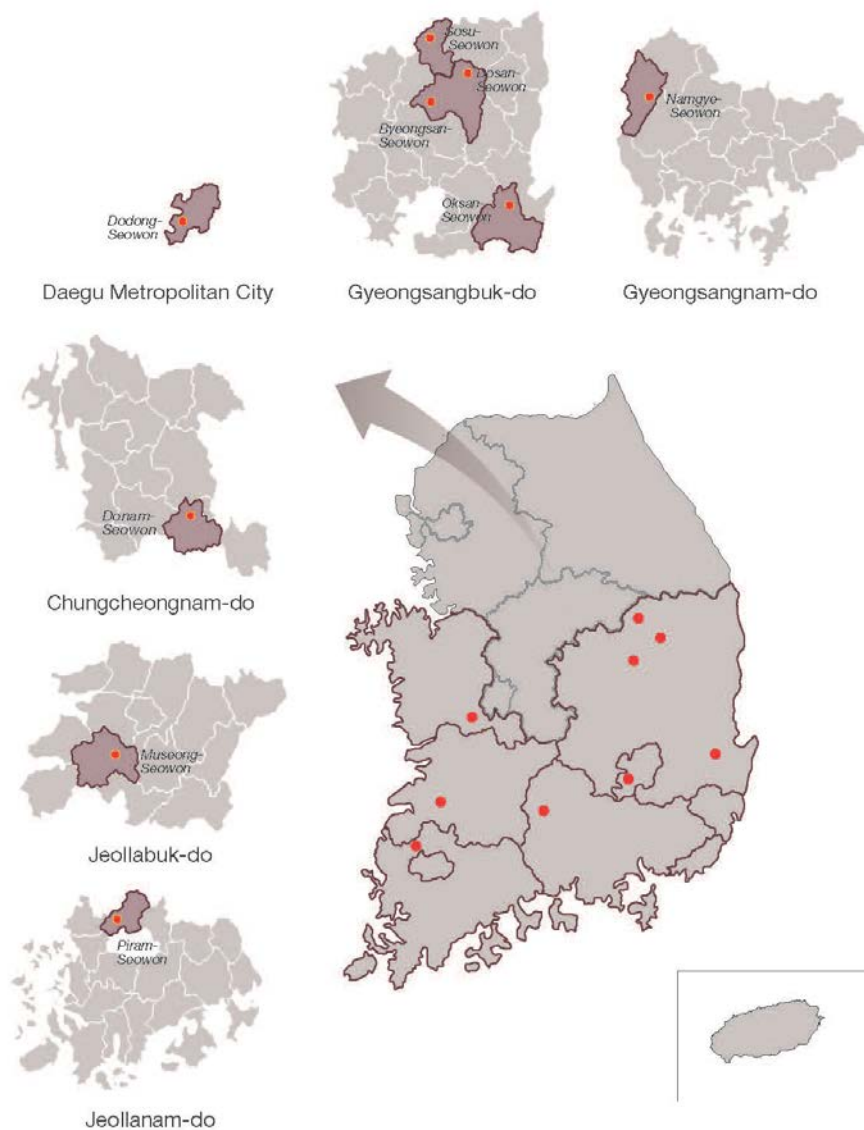 Sosu-
Seowon
Dosan-
Seowon
Byeongsan-
Seowon
Oksan-
Seowon
Namgye-
Seowon
Dodong-
Seowon
Daegu Metropolitan City
Gyeongsangbuk-do
Gyeongsangnam-do
Donam-
Seowon
Chungcheongnam-do
Museong-
Seowon
Jeollabuk-do
Piram-
Seowon
Jeollanam-do